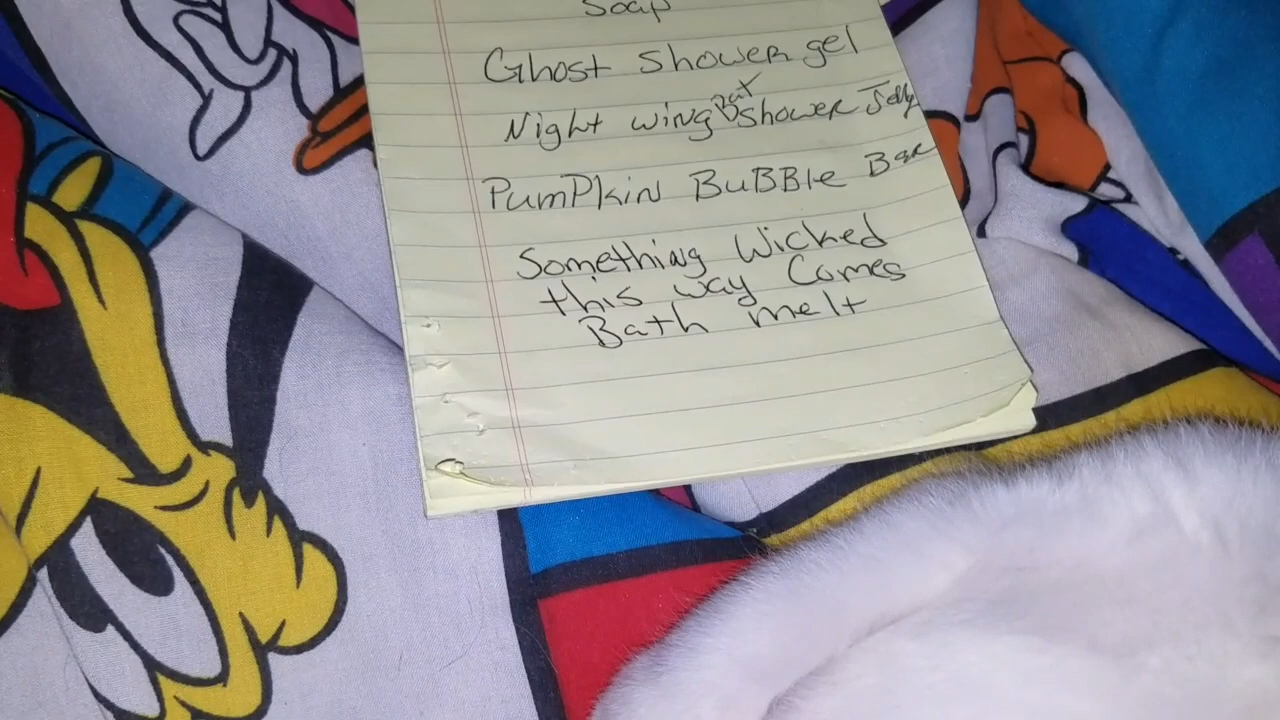 Soap
Ghost Shower gel
Night wing Bat Shower Jelly
PumPkin BuBBle Bar
Something Wicked
this way Comes
Bath melt